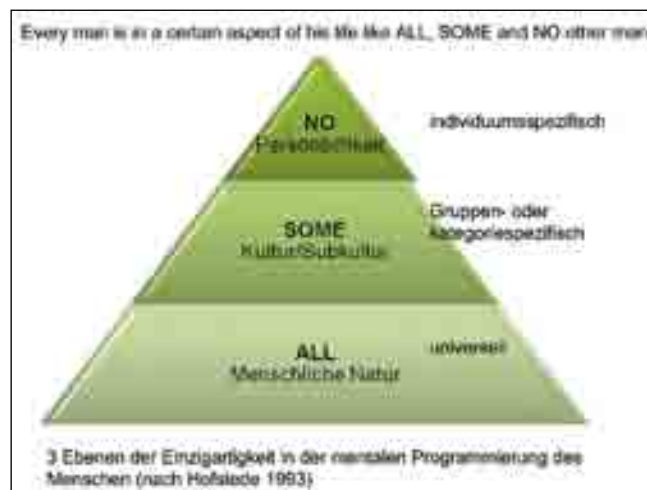 Every man is in a certain aspect of his life like ALL, SOME and NO other man
NO
Persönlichkeit
individuumsspezifisch
SOME
Kultur/Subkultur
Gruppen- oder
kategoriespezifisch
ALL
Menschliche Natur
universell
3 Ebenen der Einzigartigkeit in der mentalen Programmierung des
Menschen (nach Hofstede 1993)